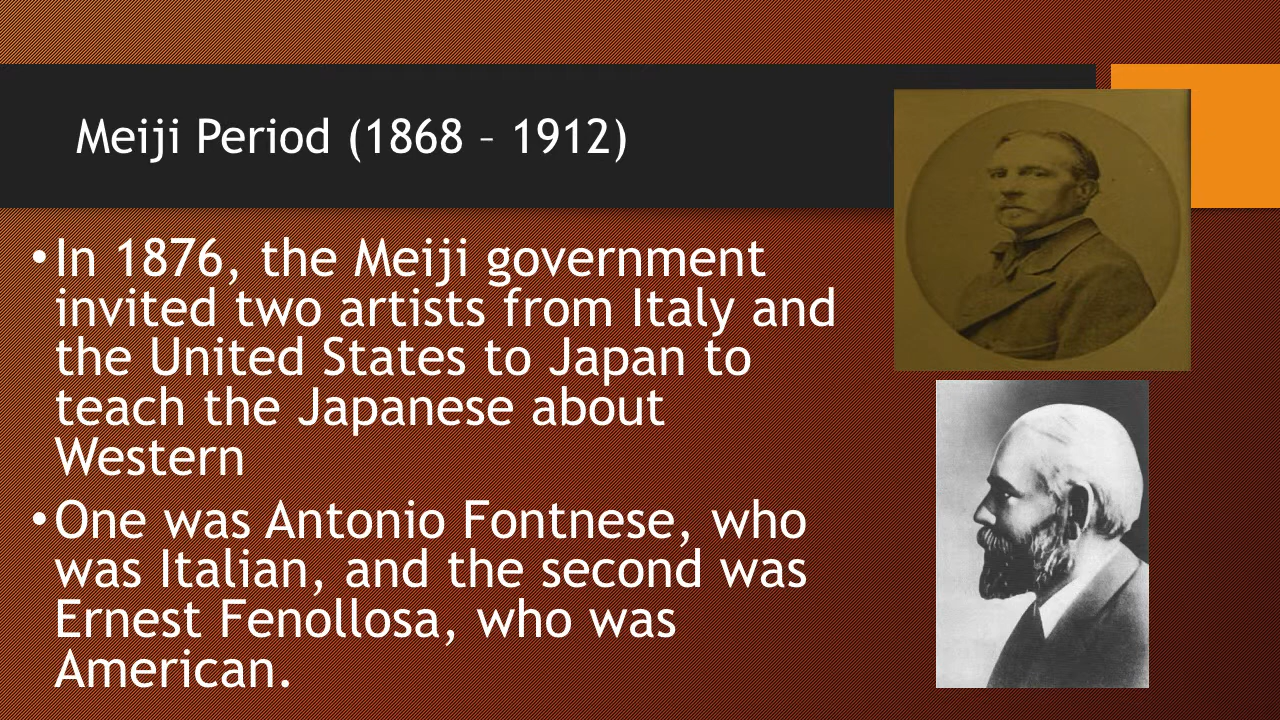 Meiji Period (1868 – 1912)
•In 1876, the Meiji government
invited two artists from Italy and
the United States to Japan to
teach the Japanese about
Western
•One was Antonio Fontnese, who
was Italian, and the second was
Ernest Fenollosa, who was
American.